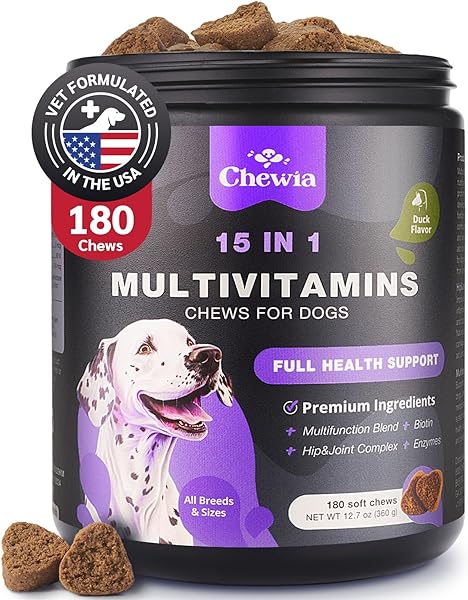 VET FORMULATED
IN THE USA
180
Chews
Chewia
Duck
Flavor
15 IN 1
MULTIVITAMINS
CHEWS FOR DOGS
FULL HEALTH SUPPORT
Premium Ingredients
+ Multifunction Blend + Biotin
+ Hip&Joint Complex + Enzymes
All Breeds
& Sizes
180 soft chews
NET WT 12.7 oz (360 g)